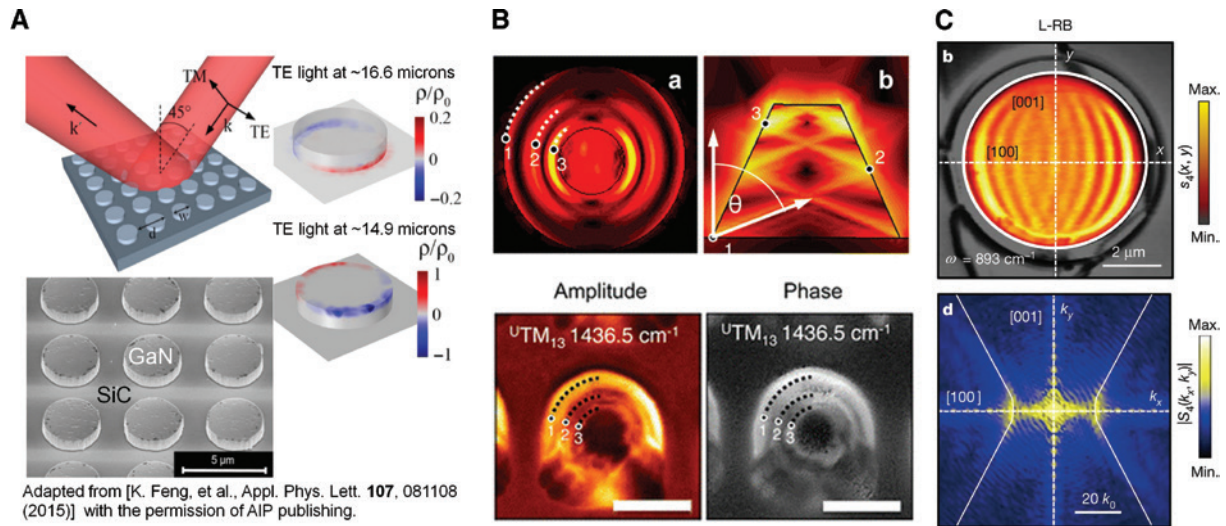 A
TE light at ~16.6 microns
TM
45°
k
k
TE
ρ/ρ₀
0.2
0
−0.2
d
w
TE light at ~14.9 microns
ρ/ρ₀
1
0
−1
GaN
SiC
5 μm
Adapted from [K. Feng, et al., Appl. Phys. Lett. 107, 081108
(2015)] with the permission of AIP publishing.
B
a
b
1
2
3
3
2
θ
1
Amplitude
Phase
ᵁTM₁₃ 1436.5 cm⁻¹
ᵁTM₁₃ 1436.5 cm⁻¹
1 2 3
1 2 3
C
L-RB
b
y
[001]
[100]
x
ω = 893 cm⁻¹
2 μm
Max.
s₄(x, y)
Min..
d
[001]
k_y
[100]
k_x
20 k₀
Max.
|S₄(kₓ, k_y)|
Min..